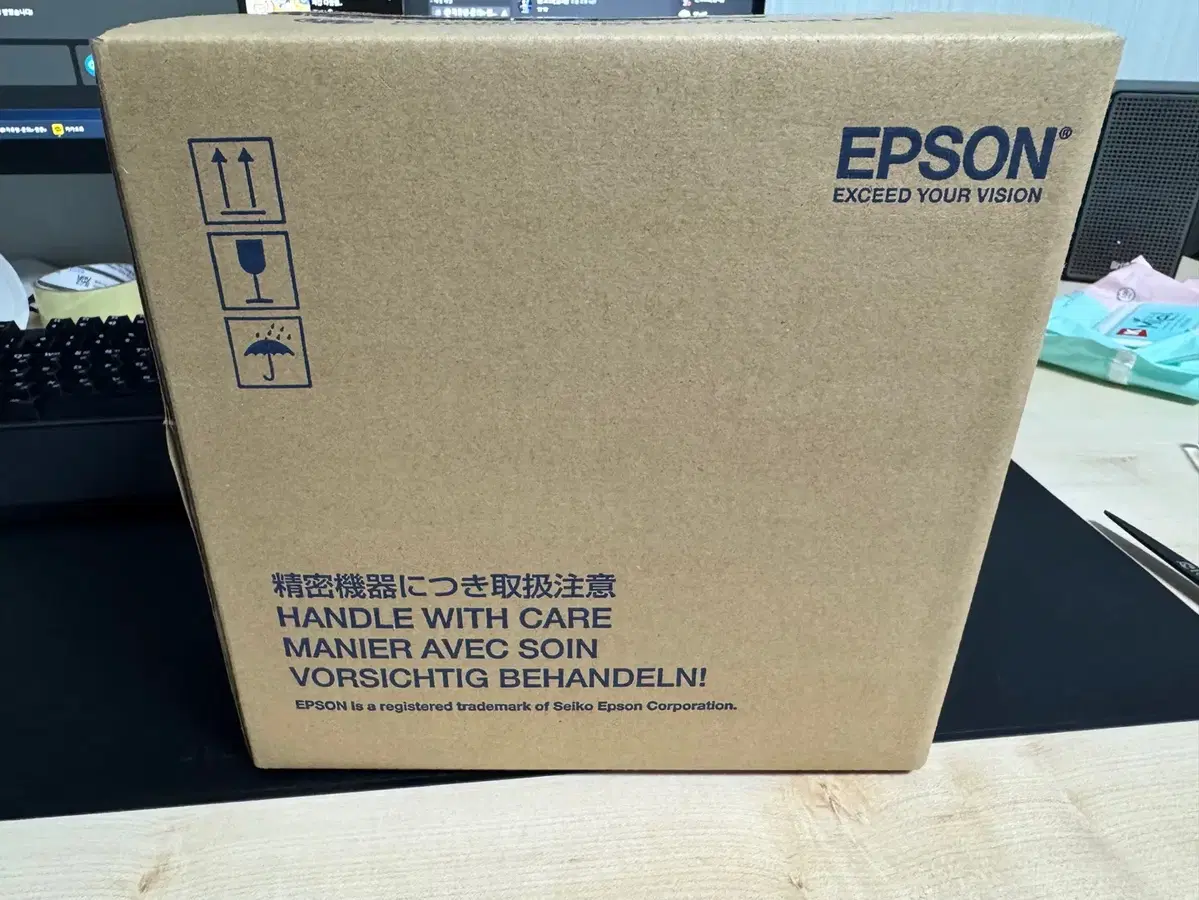 EPSON®
EXCEED YOUR VISION
精密機器につき取扱注意
HANDLE WITH CARE
MANIER AVEC SOIN
VORSICHTIG BEHANDELN!
EPSON is a registered trademark of Seiko Epson Corporation.